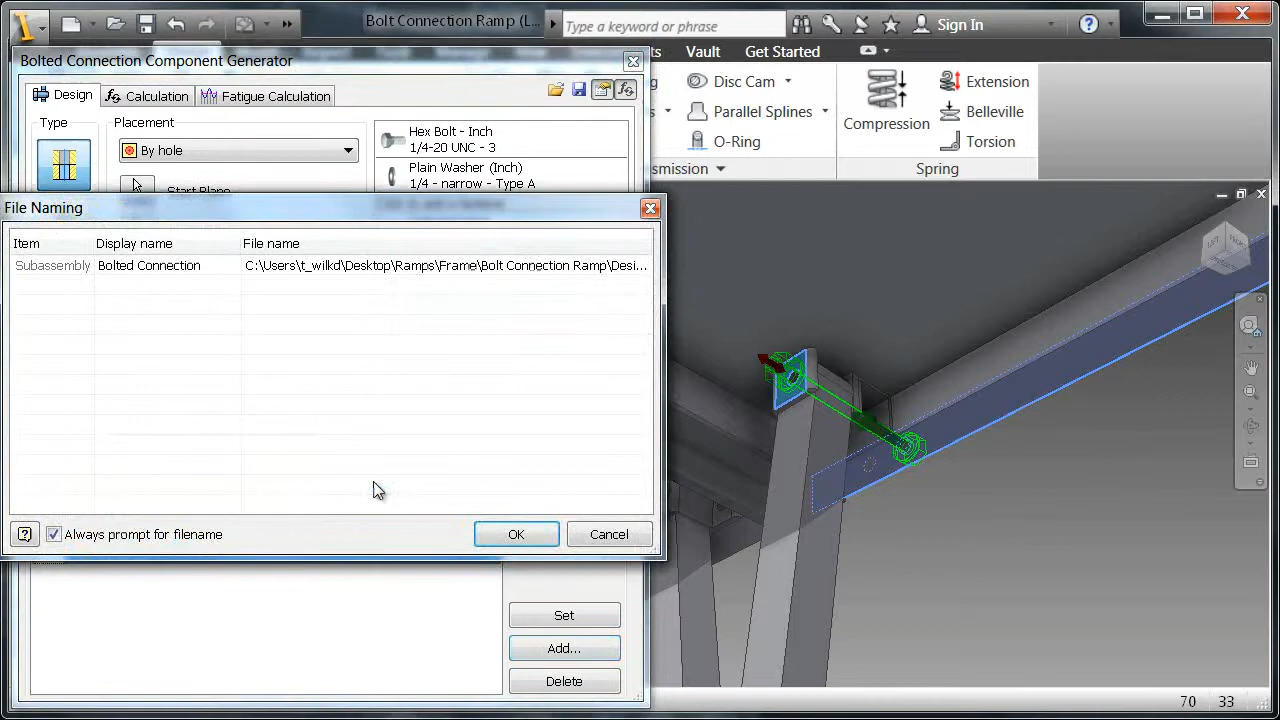 Bolt Connection Ramp (L...
Type a keyword or phrase
Sign In
Bolted Connection Component Generator
Vault
Get Started
Design
Calculati
Fatigue Calculation
Type
Placement
By hole
Start Plane
Hex Bolt - Inch
1/4-20 UNC - 3
Plain Washer (Inch)
1/4 - narrow - Type A
Disc Cam
Parallel Splines
O-Ring
smission
Compression
Extension
Belleville
Torsion
Spring
File Naming
Item Display name File name
Subassembly Bolted Connection C:\Users\t_wilkd\Desktop\Ramps\Frame\Bolt Connection Ramp\Desi...
Always prompt for filename
OK
Cancel
Set
Add...
Delete
70 33